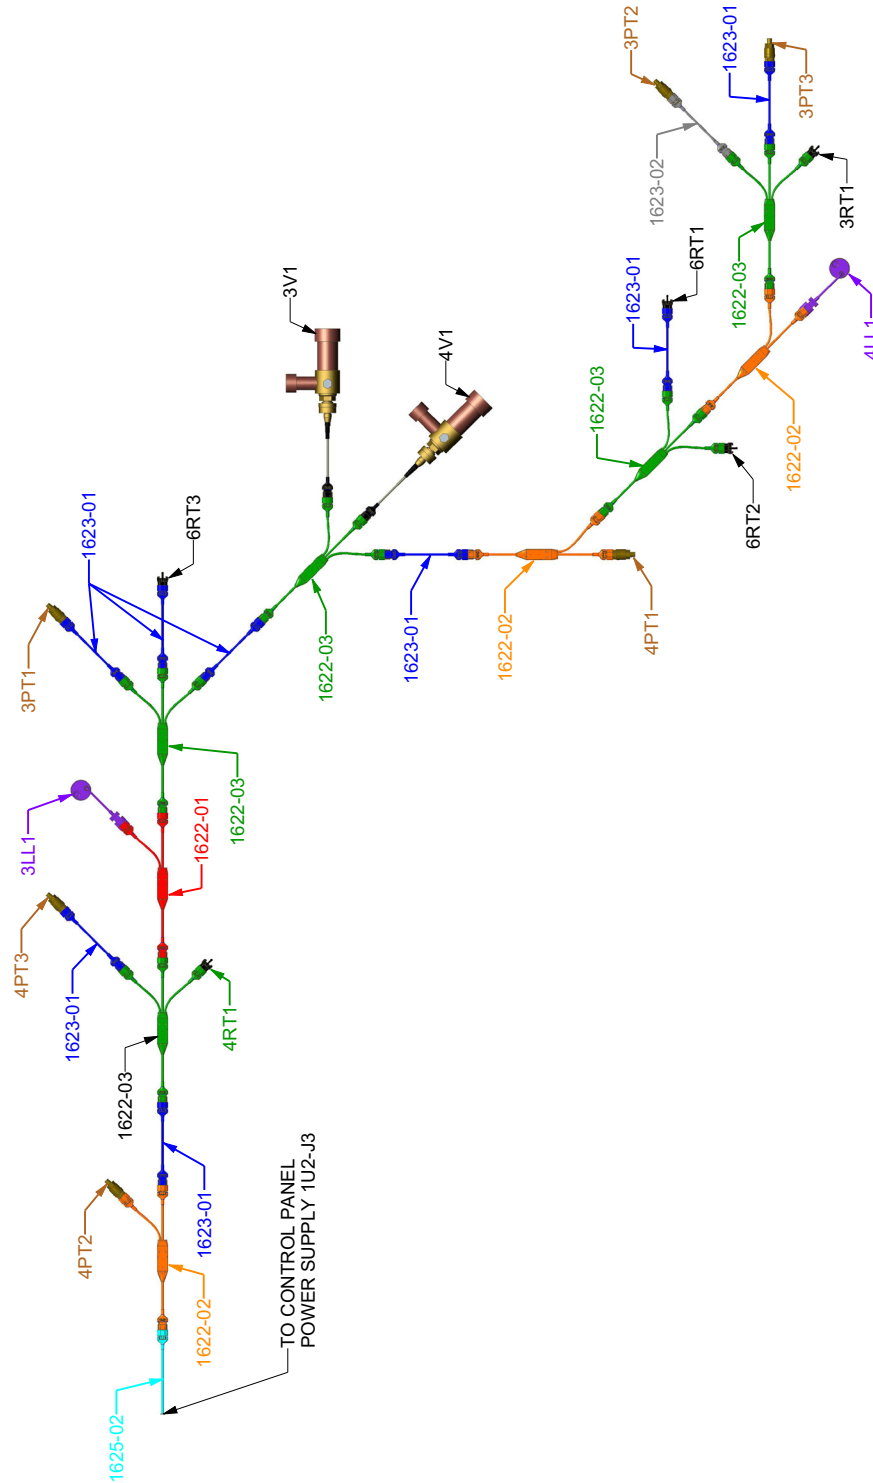 3PT2
1623-01
3PT3
1623-02
3RT1
1622-03
6RT1
1623-01
4LL1
3V1
4V1
1622-03
1622-02
6RT2
1623-01
6RT3
3PT1
1622-03
1623-01
1622-02
4PT1
1622-03
3LL1
1622-01
4PT3
1623-01
4RT1
1622-03
4PT2
1623-01
1622-02
TO CONTROL PANEL
POWER SUPPLY 1U2-J3
1625-02